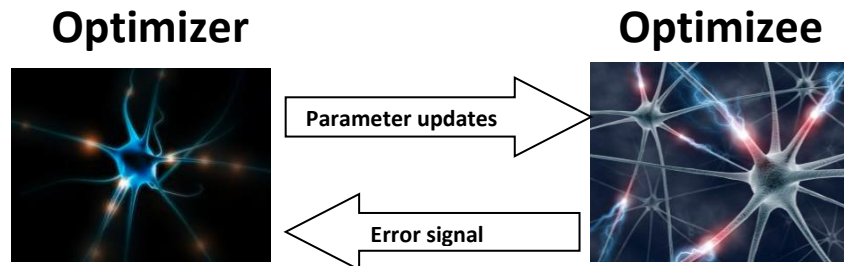 Optimizer
Optimizee
Parameter updates
Error signal